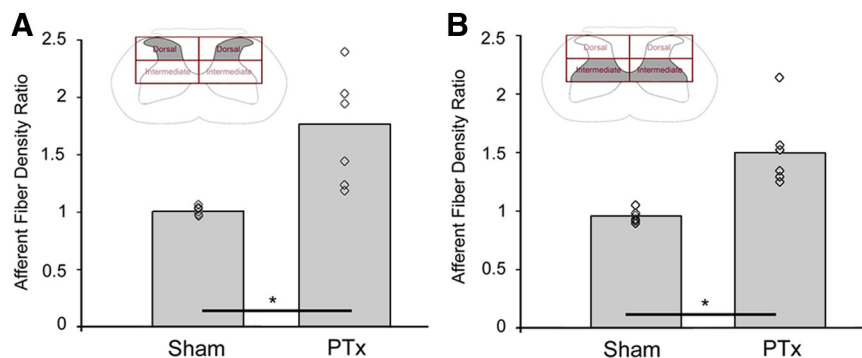 A
Afferent Fiber Density Ratio
2.5
2
1.5
1
0.5
0
Dorsal Dorsal
Intermediate Intermediate
*
Sham PTx
B
Afferent Fiber Density Ratio
2.5
2
1.5
1
0.5
0
Dorsal Dorsal
Intermediate Intermediate
*
Sham PTx